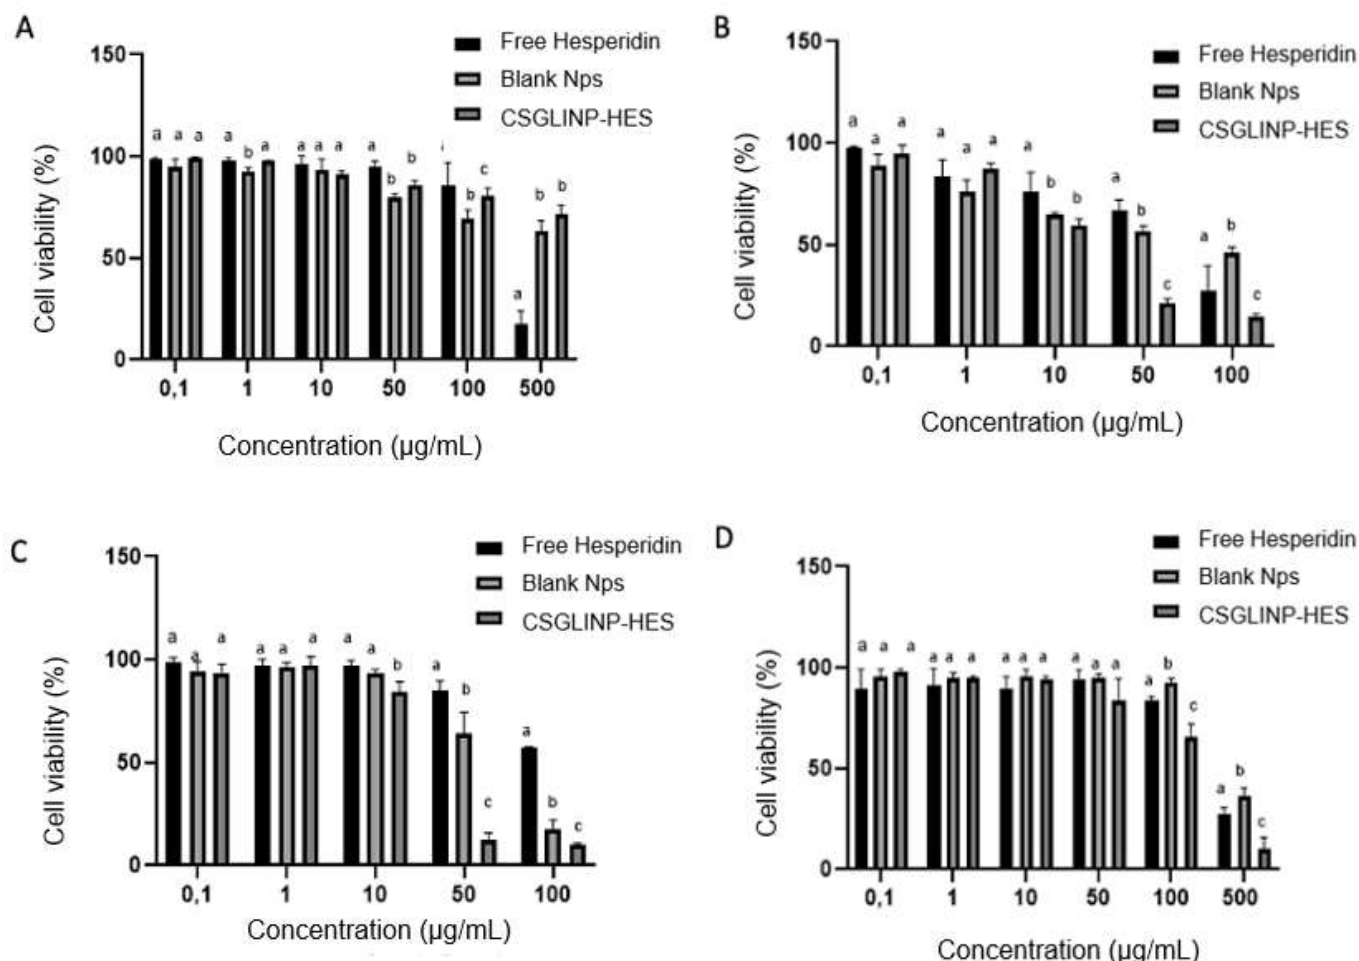 A
Free Hesperidin
Blank Nps
CSGLINP-HES
150
100
50
0
Cell viability (%)
a a a a b a a a a a b b b c a b b
0,1 1 10 50 100 500
Concentration (µg/mL)
B
Free Hesperidin
Blank Nps
CSGLINP-HES
150
100
50
0
Cell viability (%)
a a a a a a a b b a b c a b c
0,1 1 10 50 100
Concentration (µg/mL)
C
Free Hesperidin
Blank Nps
CSGLINP-HES
150
100
50
0
Cell viability (%)
a a a a a a a a b a b c a b c
0,1 1 10 50 100
Concentration (µg/mL)
D
Free Hesperidin
Blank Nps
CSGLINP-HES
150
100
50
0
Cell viability (%)
a a a a a a a a a a a a a b c a b c
0,1 1 10 50 100 500
Concentration (µg/mL)